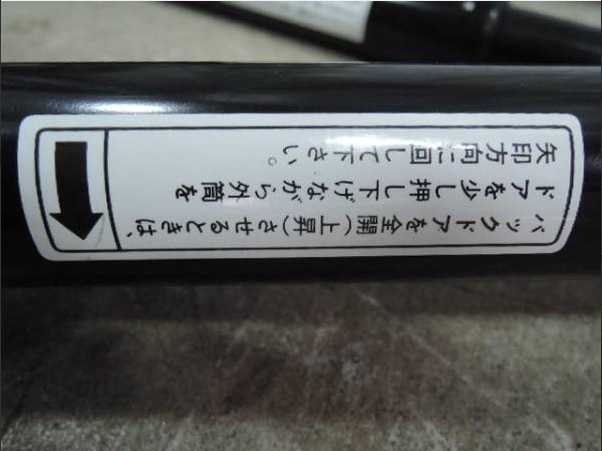 バックドアを全開(上昇)させるときは、
ドアを少し押し下げながら外筒を
矢印方向に回して下さい。